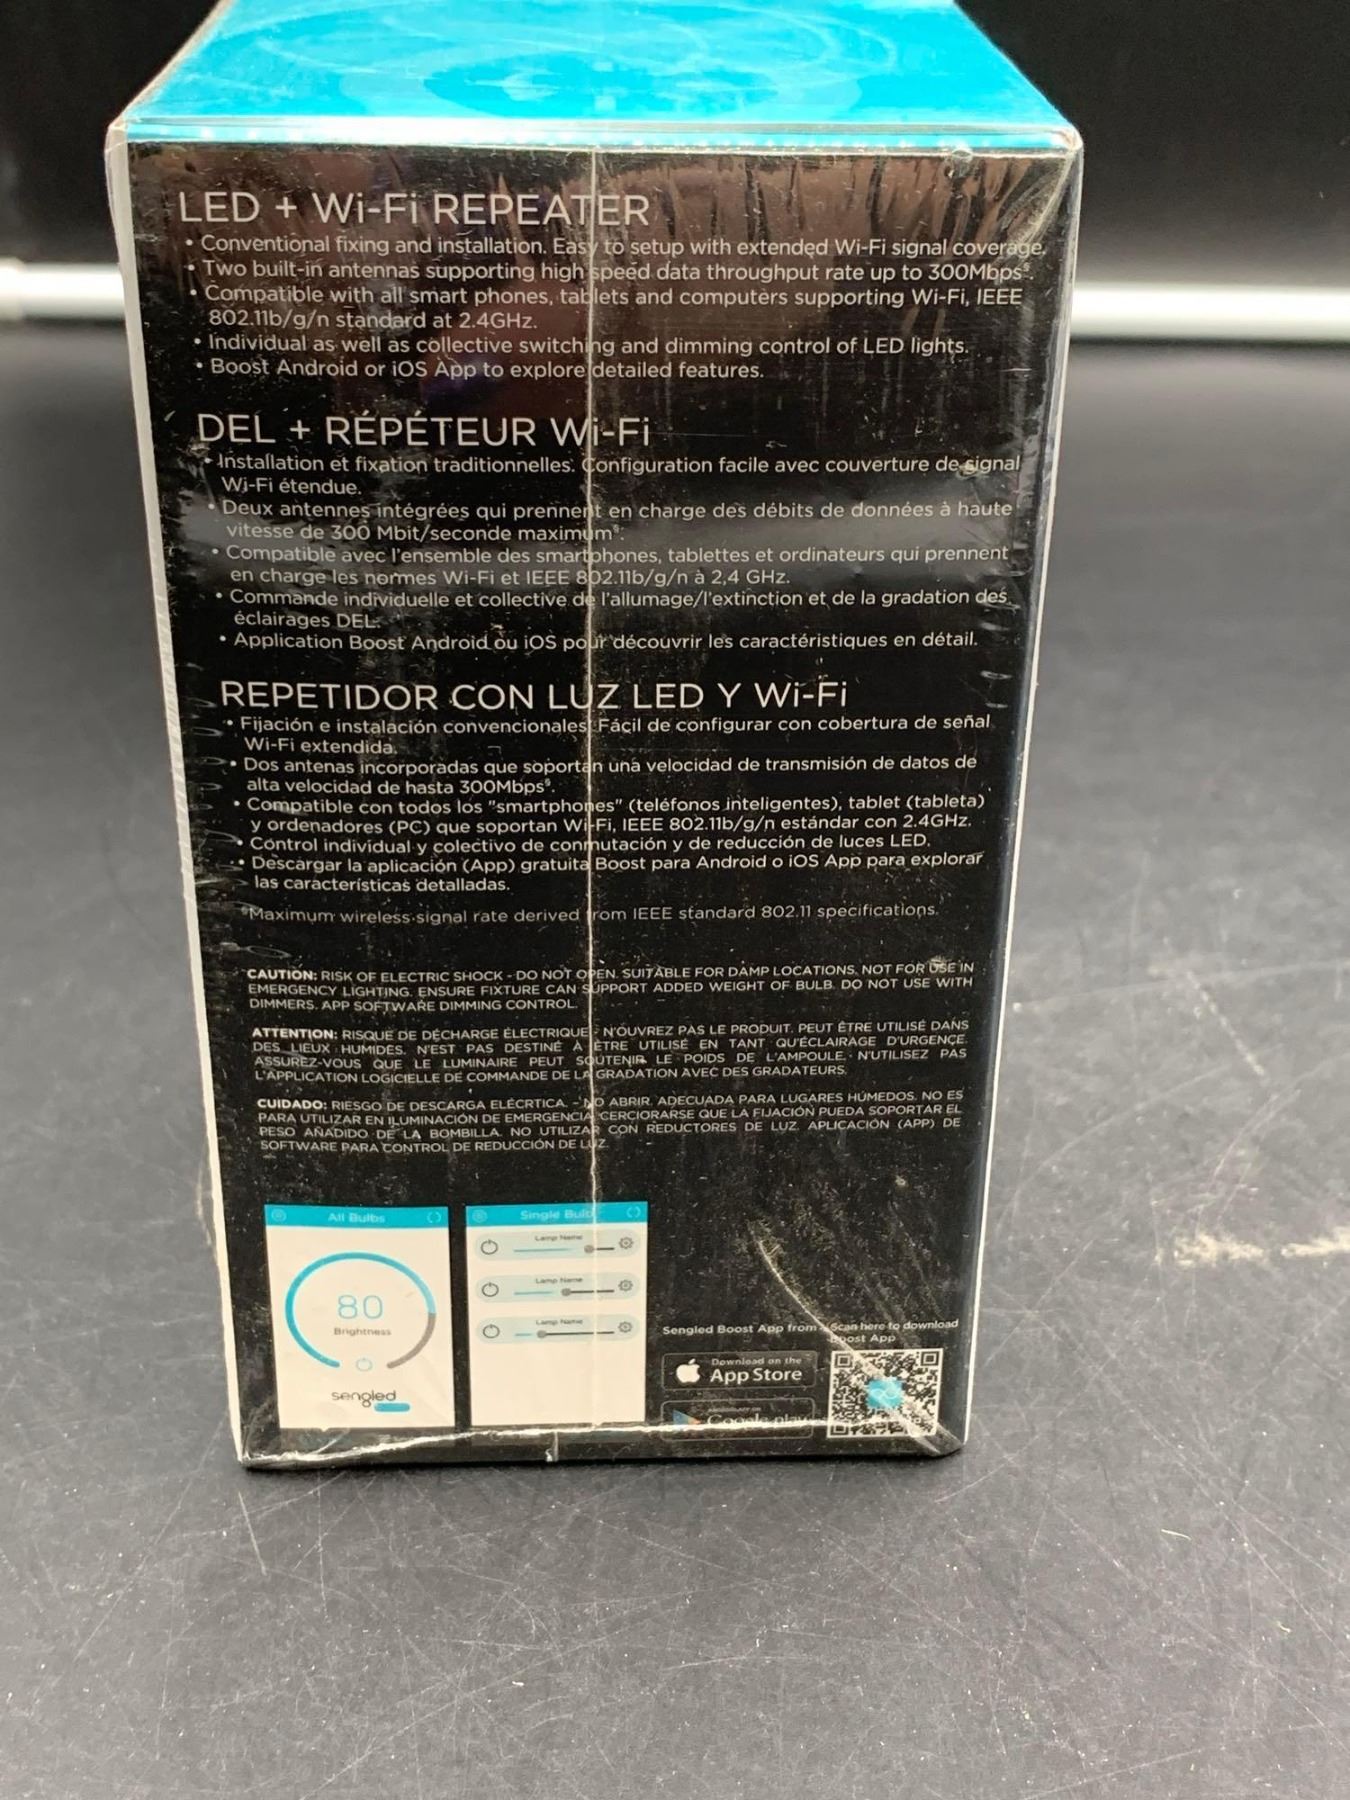 LED + Wi-Fi REPEATER
• Conventional fixing and installation. Easy to setup with extended Wi-Fi signal coverage.
• Two built-in antennas supporting high speed data throughput rate up to 300Mbps§.
• Compatible with all smart phones, tablets and computers supporting Wi-Fi, IEEE
802.11b/g/n standard at 2.4GHz.
• Individual as well as collective switching and dimming control of LED lights.
• Boost Android or iOS App to explore detailed features.
DEL + RÉPÉTEUR Wi-Fi
• Installation et fixation traditionnelles. Configuration facile avec couverture de signal
Wi-Fi étendue.
• Deux antennes intégrées qui prennent en charge des débits de données à haute
vitesse de 300 Mbit/seconde maximum§.
• Compatible avec l'ensemble des smartphones, tablettes et ordinateurs qui prennent
en charge les normes Wi-Fi et IEEE 802.11b/g/n à 2,4 GHz.
• Commande individuelle et collective de l'allumage/l'extinction et de la gradation des
éclairages DEL.
• Application Boost Android ou iOS pour découvrir les caractéristiques en détail.
REPETIDOR CON LUZ LED Y Wi-Fi
• Fijación e instalación convencionales. Fácil de configurar con cobertura de señal
Wi-Fi extendida.
• Dos antenas incorporadas que soportan una velocidad de transmisión de datos de
alta velocidad de hasta 300Mbps§.
• Compatible con todos los "smartphones" (teléfonos inteligentes), tablet (tableta)
y ordenadores (PC) que soportan Wi-Fi, IEEE 802.11b/g/n estándar con 2.4GHz.
• Control individual y colectivo de conmutación y de reducción de luces LED.
• Descargar la aplicación (App) gratuita Boost para Android o iOS App para explorar
las características detalladas.
§Maximum wireless signal rate derived from IEEE standard 802.11 specifications.
CAUTION: RISK OF ELECTRIC SHOCK - DO NOT OPEN. SUITABLE FOR DAMP LOCATIONS. NOT FOR USE IN
EMERGENCY LIGHTING. ENSURE FIXTURE CAN SUPPORT ADDED WEIGHT OF BULB. DO NOT USE WITH
DIMMERS. APP SOFTWARE DIMMING CONTROL.
ATTENTION: RISQUE DE DÉCHARGE ÉLECTRIQUE - N'OUVREZ PAS LE PRODUIT. PEUT ÊTRE UTILISÉ DANS
DES LIEUX HUMIDES. N'EST PAS DESTINÉ À ÊTRE UTILISÉ EN TANT QU'ÉCLAIRAGE D'URGENCE.
ASSUREZ-VOUS QUE LE LUMINAIRE PEUT SOUTENIR LE POIDS DE L'AMPOULE. N'UTILISEZ PAS
L'APPLICATION LOGICIELLE DE COMMANDE DE LA GRADATION AVEC DES GRADATEURS.
CUIDADO: RIESGO DE DESCARGA ELÉCRTICA. - NO ABRIR. ADECUADA PARA LUGARES HÚMEDOS. NO ES
PARA UTILIZAR EN ILUMINACIÓN DE EMERGENCIA. CERCIORARSE QUE LA FIJACIÓN PUEDA SOPORTAR EL
PESO AÑADIDO DE LA BOMBILLA. NO UTILIZAR CON REDUCTORES DE LUZ. APLICACIÓN (APP) DE
SOFTWARE PARA CONTROL DE REDUCCIÓN DE LUZ.
All Bulbs
80
Brightness
sengled
Single Bulb
Lamp Name
Lamp Name
Lamp Name
Sengled Boost App from
Scan here to download
Boost App
Download on the
App Store
Google play